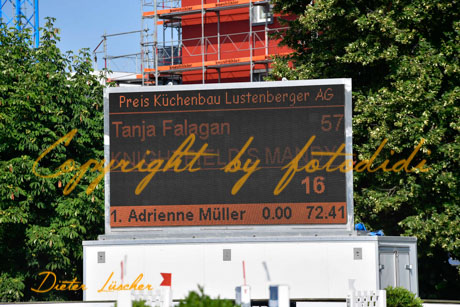 Preis Küchenbau Lustenberger AG
Tanja Falagan 57
Copyright by fotodidi
16
1. Adrienne Müller 0.00 72.41
Dieter Lüscher